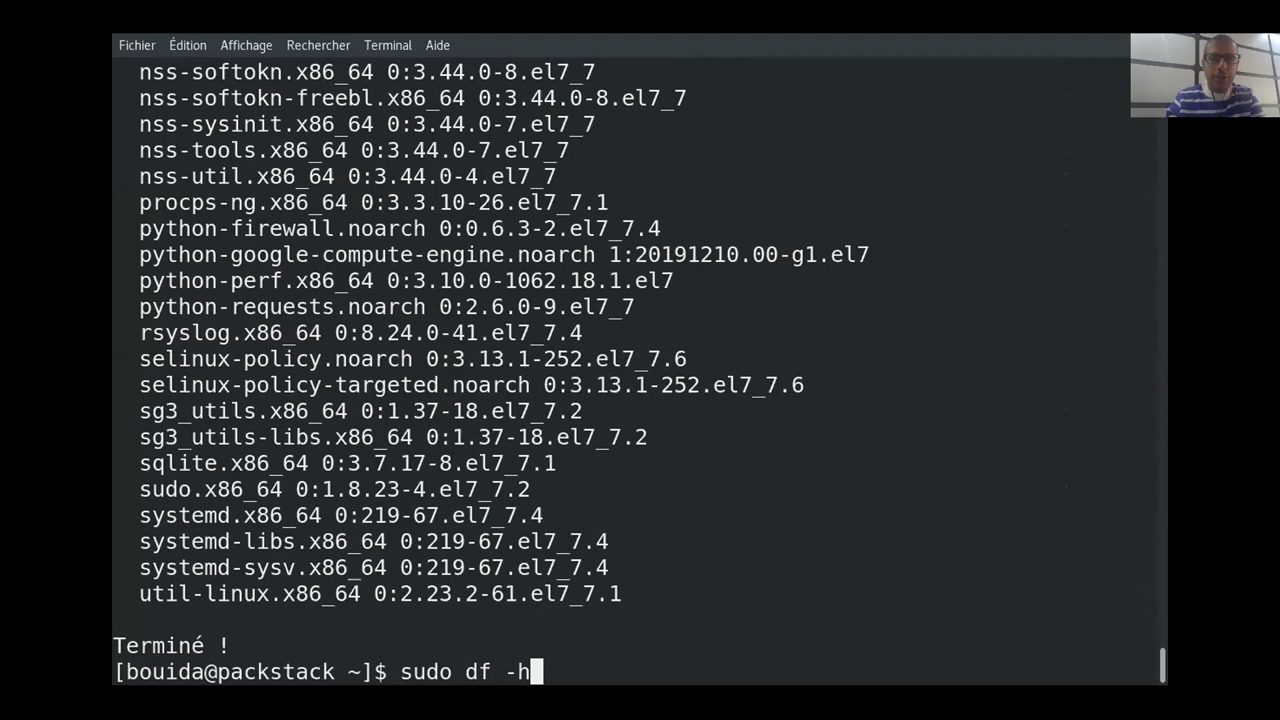 Fichier Édition Affichage Rechercher Terminal Aide
nss-softokn.x86_64 0:3.44.0-8.el7_7
nss-softokn-freebl.x86_64 0:3.44.0-8.el7_7
nss-sysinit.x86_64 0:3.44.0-7.el7_7
nss-tools.x86_64 0:3.44.0-7.el7_7
nss-util.x86_64 0:3.44.0-4.el7_7
procps-ng.x86_64 0:3.3.10-26.el7_7.1
python-firewall.noarch 0:0.6.3-2.el7_7.4
python-google-compute-engine.noarch 1:20191210.00-g1.el7
python-perf.x86_64 0:3.10.0-1062.18.1.el7
python-requests.noarch 0:2.6.0-9.el7_7
rsyslog.x86_64 0:8.24.0-41.el7_7.4
selinux-policy.noarch 0:3.13.1-252.el7_7.6
selinux-policy-targeted.noarch 0:3.13.1-252.el7_7.6
sg3_utils.x86_64 0:1.37-18.el7_7.2
sg3_utils-libs.x86_64 0:1.37-18.el7_7.2
sqlite.x86_64 0:3.7.17-8.el7_7.1
sudo.x86_64 0:1.8.23-4.el7_7.2
systemd.x86_64 0:219-67.el7_7.4
systemd-libs.x86_64 0:219-67.el7_7.4
systemd-sysv.x86_64 0:219-67.el7_7.4
util-linux.x86_64 0:2.23.2-61.el7_7.1
Terminé !
[bouida@packstack ~]$ sudo df -h